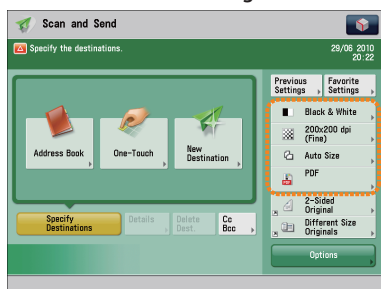 Scan and Send
Specify the destinations.
29/06 2010
20:22
Previous
Settings
Favorite
Settings
Address Book
One-Touch
New
Destination
Black & White
200x200 dpi
(Fine)
Auto Size
PDF
PDF
2-Sided
Original
Different Size
Originals
Specify
Destinations
Details
Delete
Dest.
Cc
Bcc
Options